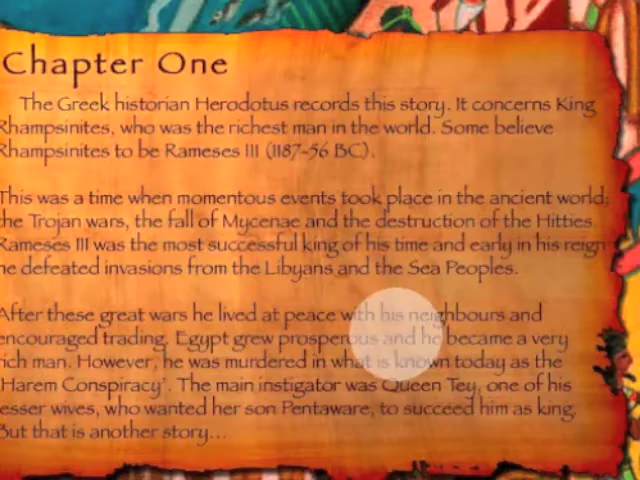 Chapter One
The Greek historian Herodotus records this story. It concerns King
Rhampsinites, who was the richest man in the world. Some believe
Rhampsinites to be Rameses III (1187-56 BC).
This was a time when momentous events took place in the ancient world;
the Trojan wars, the fall of Mycenae and the destruction of the Hitties
Rameses III was the most successful king of his time and early in his reign
he defeated invasions from the Libyans and the Sea Peoples.
After these great wars he lived at peace with his neighbours and
encouraged trading. Egypt grew prosperous and he became a very
rich man. However, he was murdered in what is known today as the
'Harem Conspiracy'. The main instigator was Queen Tey, one of his
lesser wives, who wanted her son Pentaware, to succeed him as king.
But that is another story...